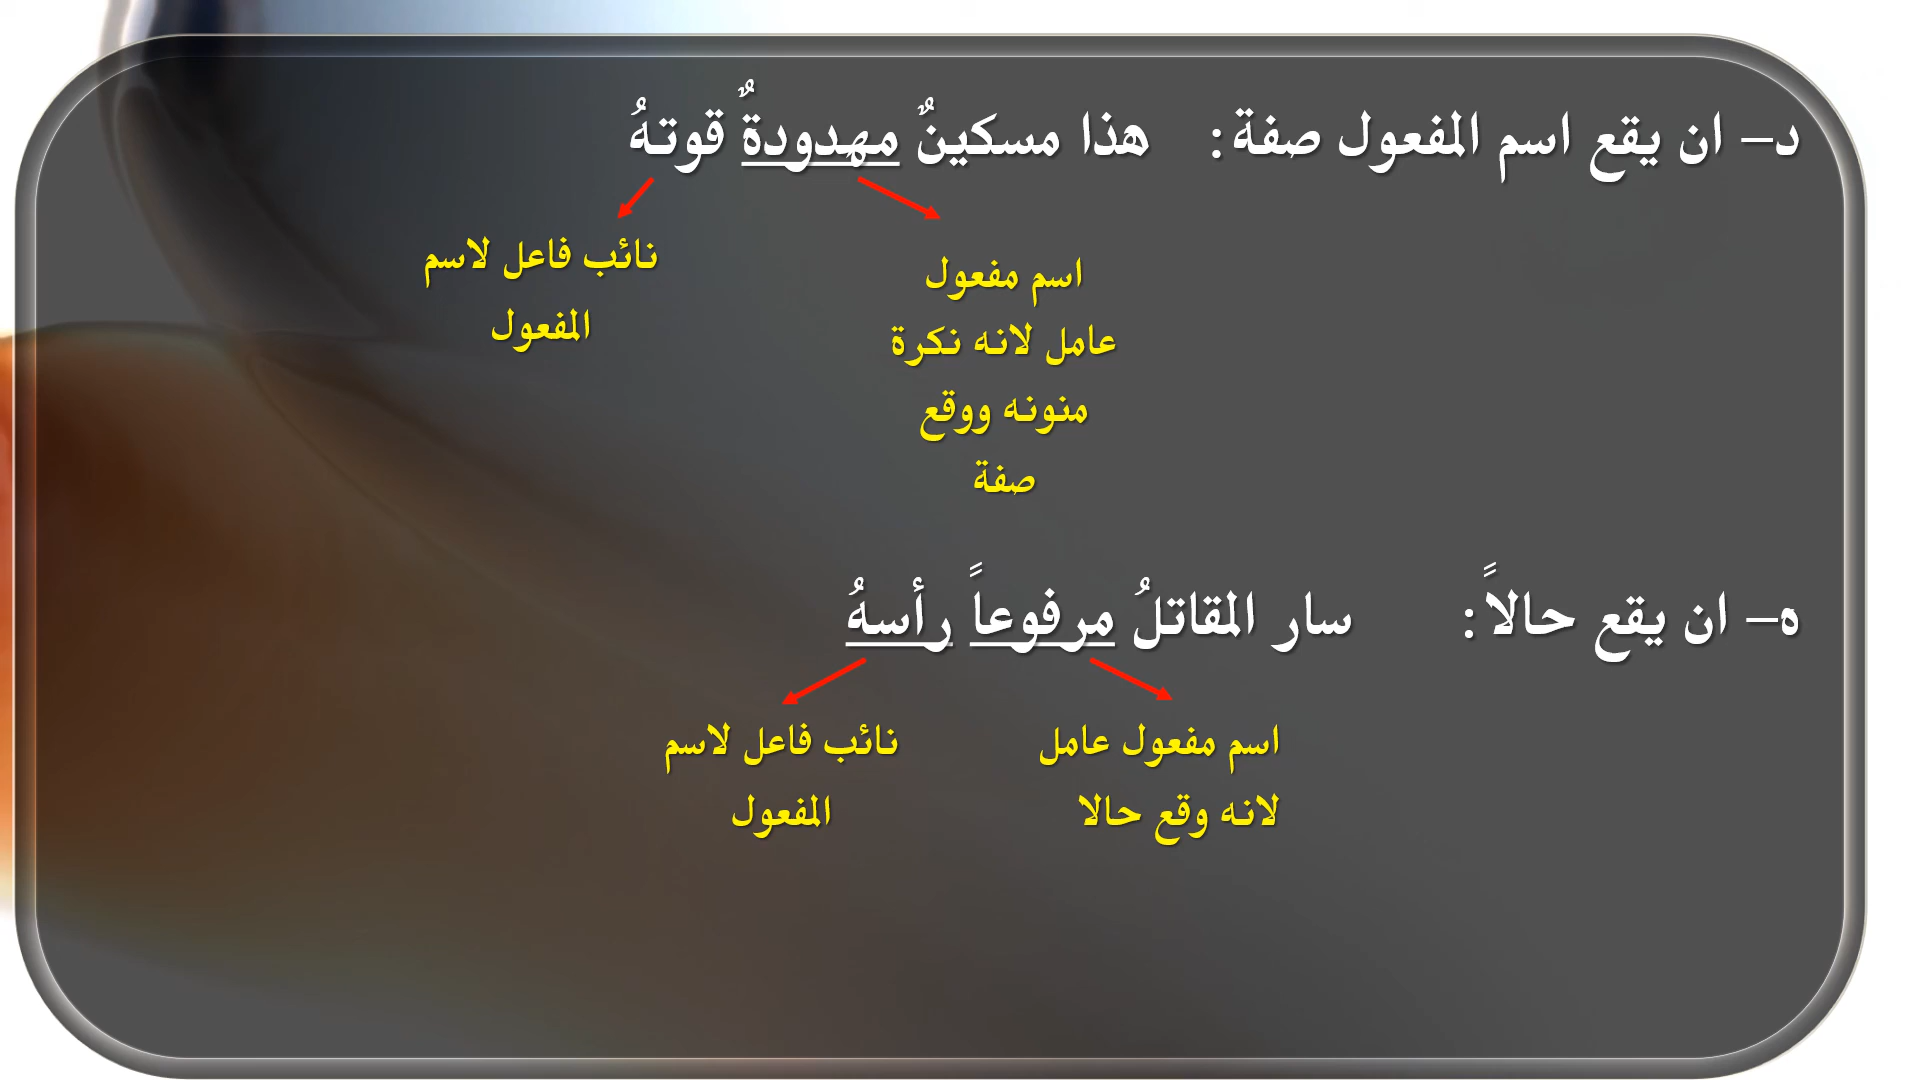 د– ان يقع اسم المفعول صفة: هذا مسكينٌ مهدودةٌ قوتهُ
اسم مفعول
عامل لانه نكرة
منونه ووقع
صفة
نائب فاعل لاسم
المفعول
ه– ان يقع حالاً: سار المقاتلُ مرفوعاً رأسهُ
اسم مفعول عامل
لانه وقع حالا
نائب فاعل لاسم
المفعول